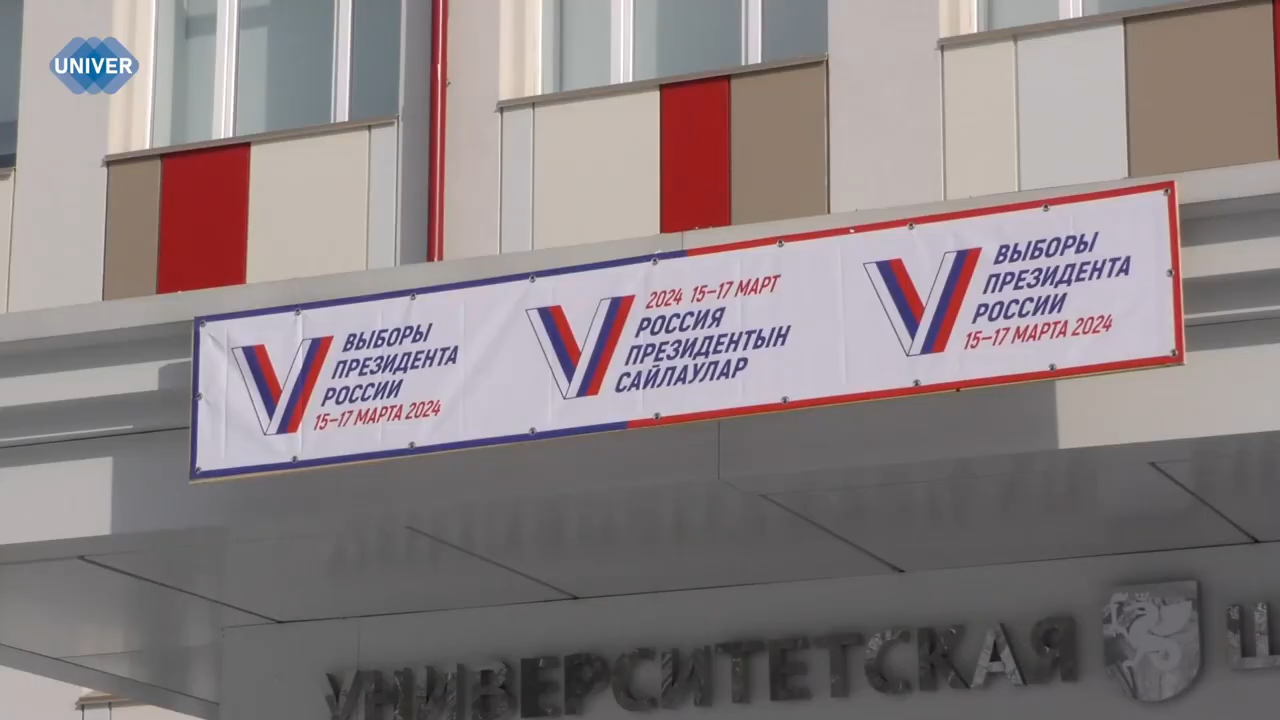 UNIVER
ВЫБОРЫ
ПРЕЗИДЕНТА
РОССИИ
15–17 МАРТА 2024
2024 15–17 МАРТ
РОССИЯ
ПРЕЗИДЕНТЫН
САЙЛАУЛАР
ВЫБОРЫ
ПРЕЗИДЕНТА
РОССИИ
15–17 МАРТА 2024
УНИВЕРСИТЕТСКАЯ